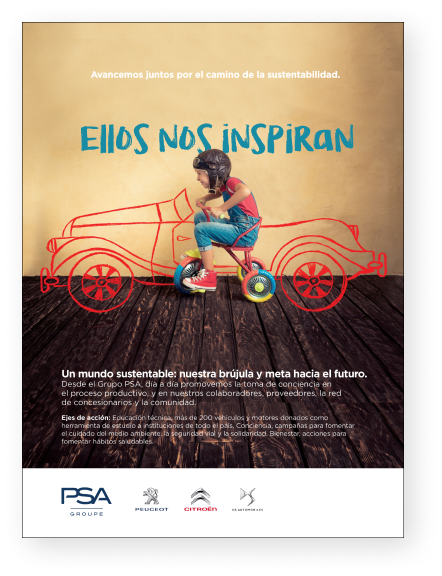 Avancemos juntos por el camino de la sustentabilidad.
Ellos nos inspiran
Un mundo sustentable: nuestra brújula y meta hacia el futuro.
Desde el Grupo PSA, día a día promovemos la toma de conciencia en
el proceso productivo, y en nuestros colaboradores, proveedores, la red
de concesionarios y la comunidad.
Ejes de acción: Educación técnica, más de 200 vehículos y motores donados como
herramienta de estudio a instituciones de todo el país. Conciencia, campañas para fomentar
el cuidado del medio ambiente, la seguridad vial y la solidaridad. Bienestar, acciones para
fomentar hábitos saludables.
PSA
GROUPE
PEUGEOT
CITROËN
DS AUTOMOBILES